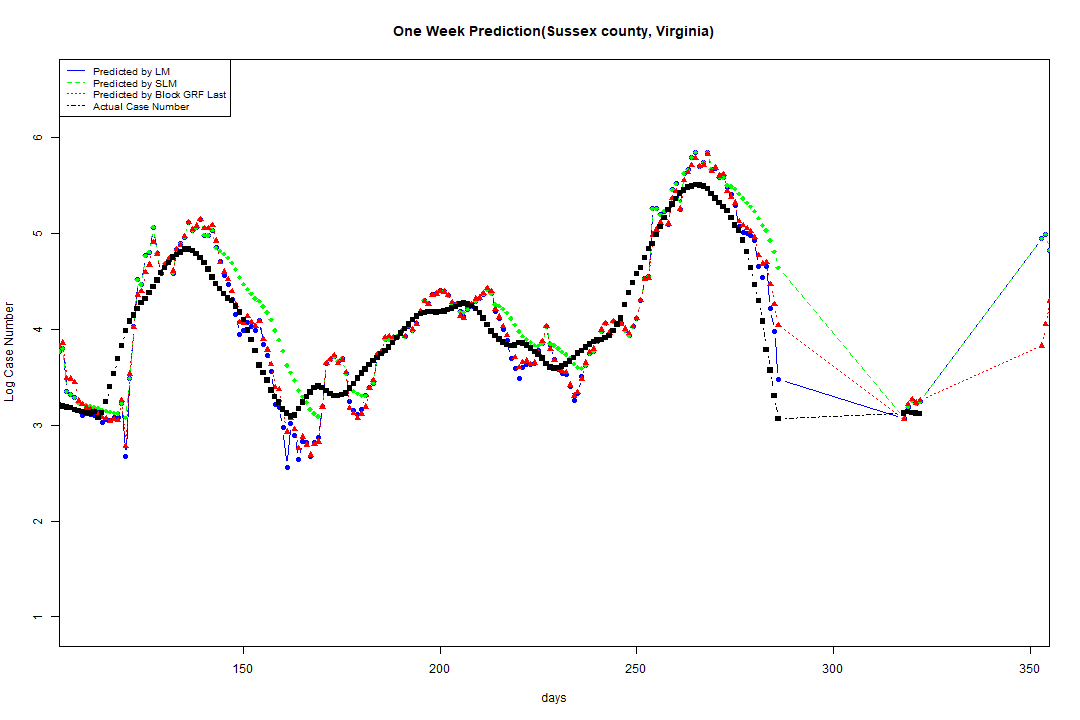 One Week Prediction(Sussex county, Virginia)
Predicted by LM
Predicted by SLM
Predicted by Block GRF Last
Actual Case Number
6
5
4
3
2
1
Log Case Number
150 200 250 300 350
days